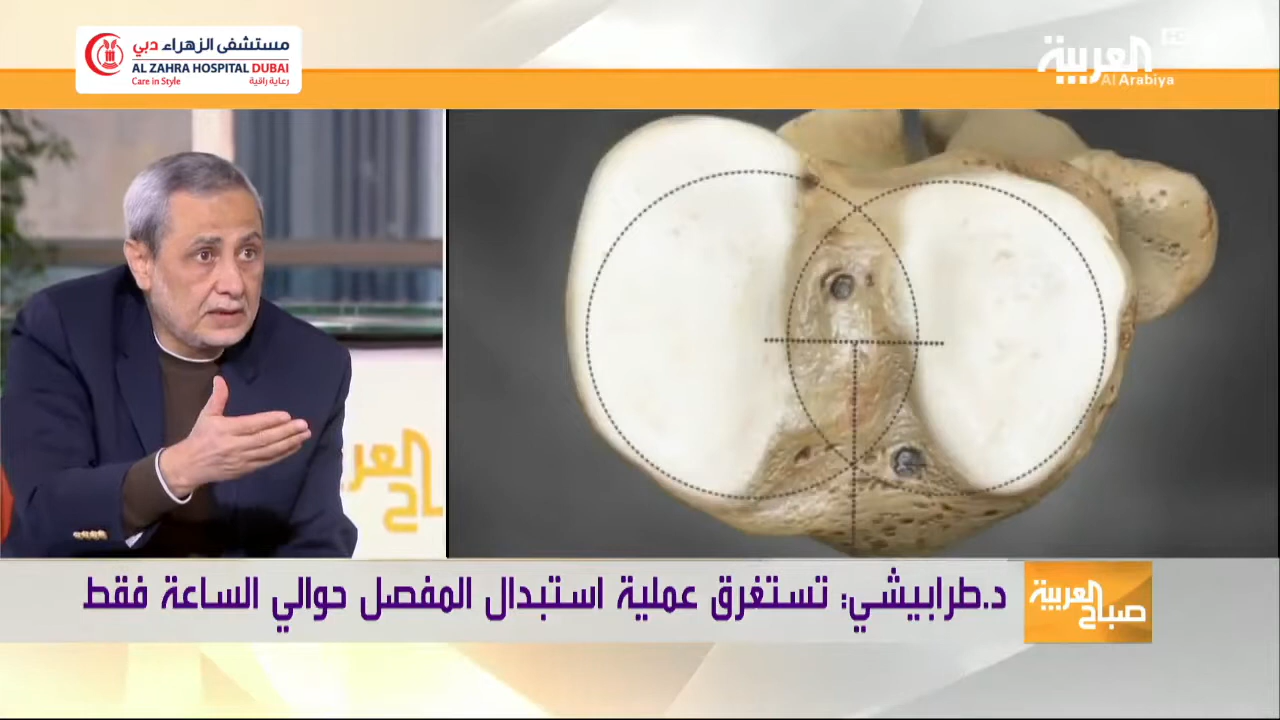 مستشفى الزهراء دبي
AL ZAHRA HOSPITAL DUBAI
Care in Style رعاية راقية
العربية HD
Al Arabiya
د.طرابيشي: تستغرق عملية استبدال المفصل حوالي الساعة فقط
صباح العربية